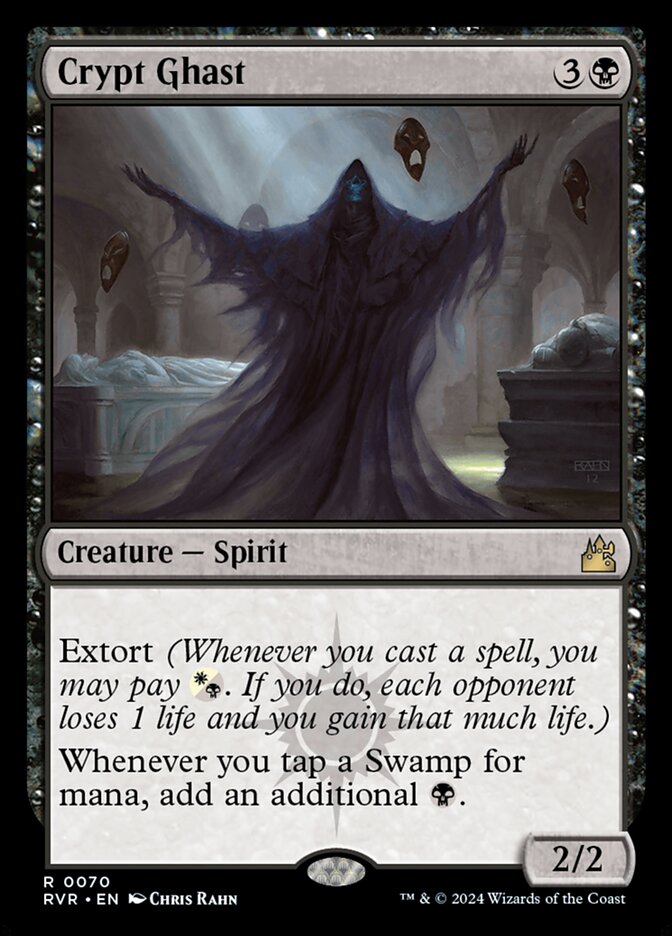 Crypt Ghast 3
RAHN
12
Creature — Spirit
Extort (Whenever you cast a spell, you
may pay . If you do, each opponent
loses 1 life and you gain that much life.)
Whenever you tap a Swamp for
mana, add an additional .
2/2
R 0070
RVR • EN Chris Rahn
™ & © 2024 Wizards of the Coast